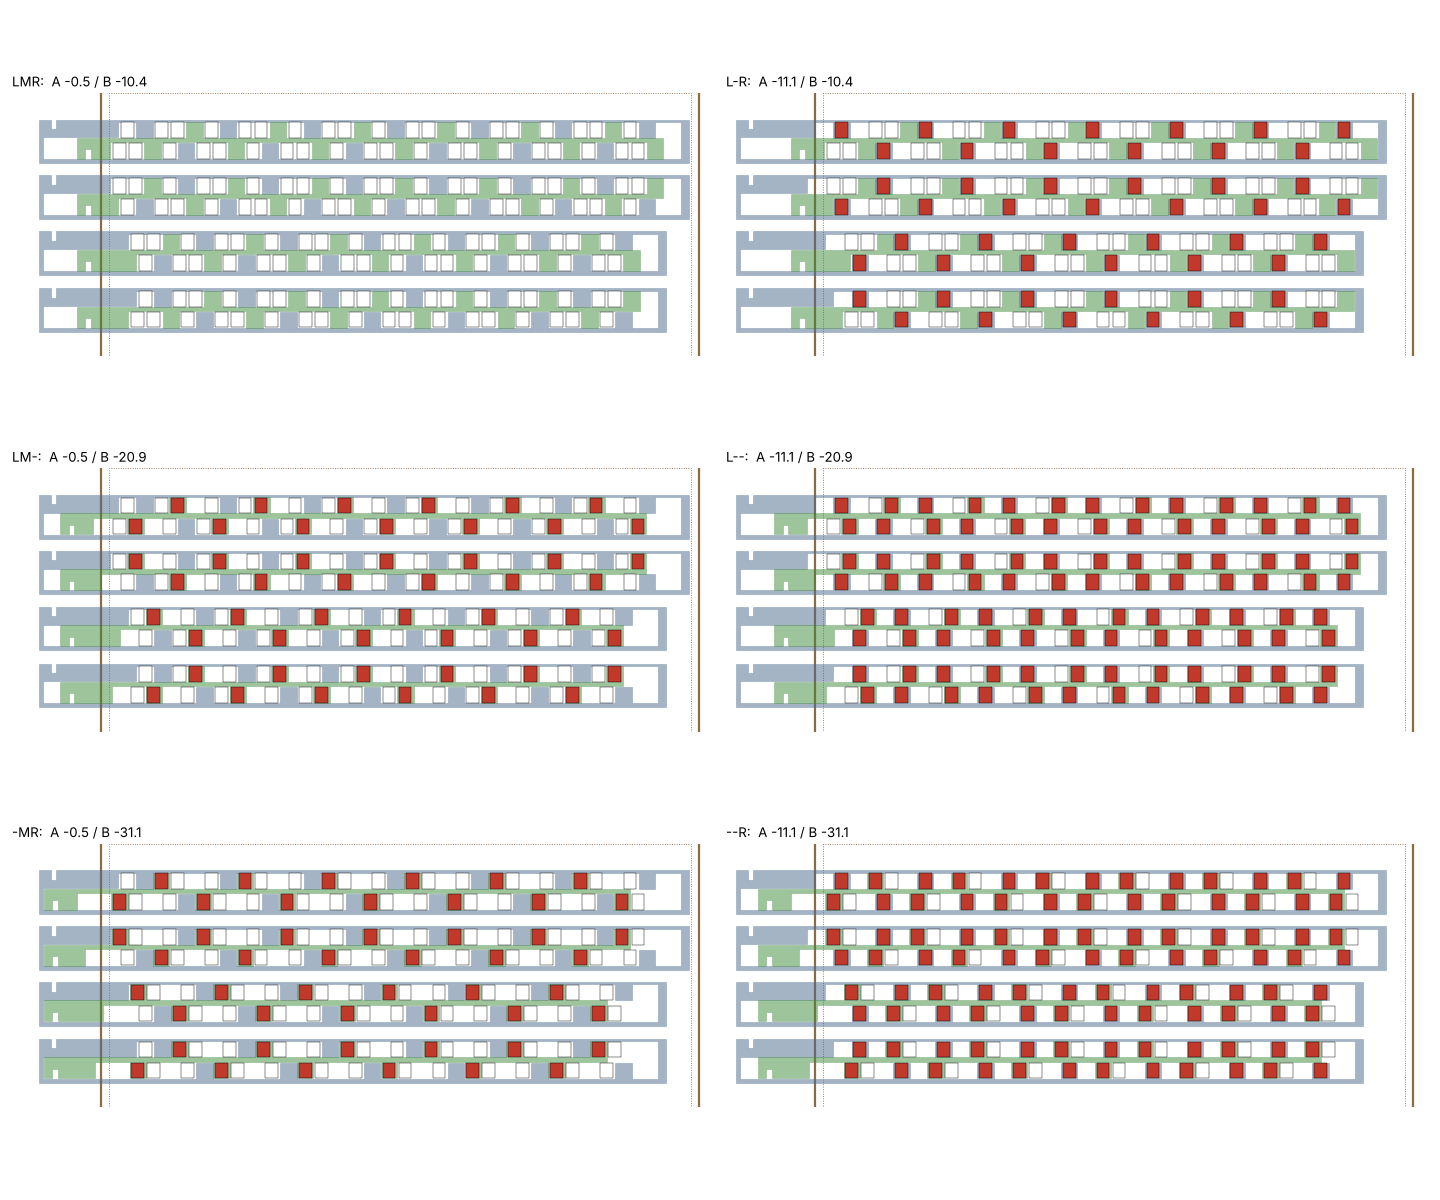 LMR: A -0.5 / B -10.4
L-R: A -11.1 / B -10.4
LM-: A -0.5 / B -20.9
L--: A -11.1 / B -20.9
-MR: A -0.5 / B -31.1
--R: A -11.1 / B -31.1